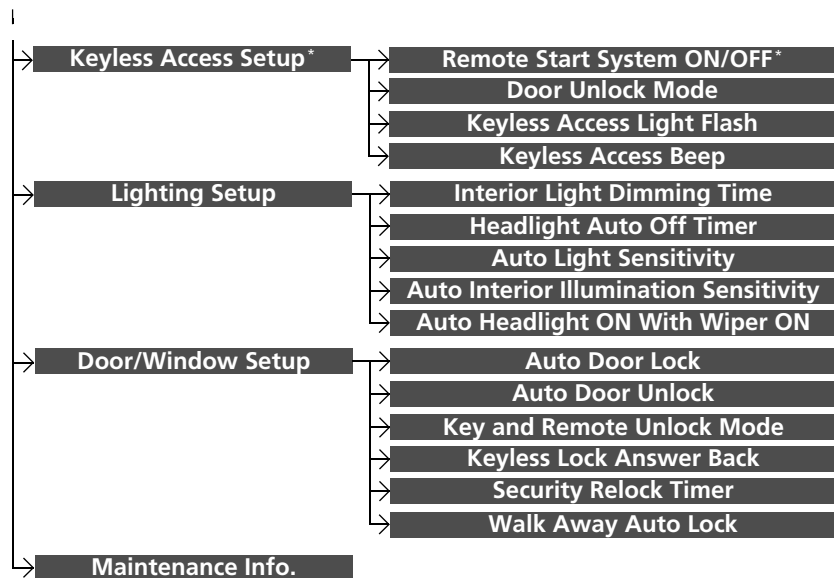 Keyless Access Setup*
Remote Start System ON/OFF*
Door Unlock Mode
Keyless Access Light Flash
Keyless Access Beep
Lighting Setup
Interior Light Dimming Time
Headlight Auto Off Timer
Auto Light Sensitivity
Auto Interior Illumination Sensitivity
Auto Headlight ON With Wiper ON
Door/Window Setup
Auto Door Lock
Auto Door Unlock
Key and Remote Unlock Mode
Keyless Lock Answer Back
Security Relock Timer
Walk Away Auto Lock
Maintenance Info.